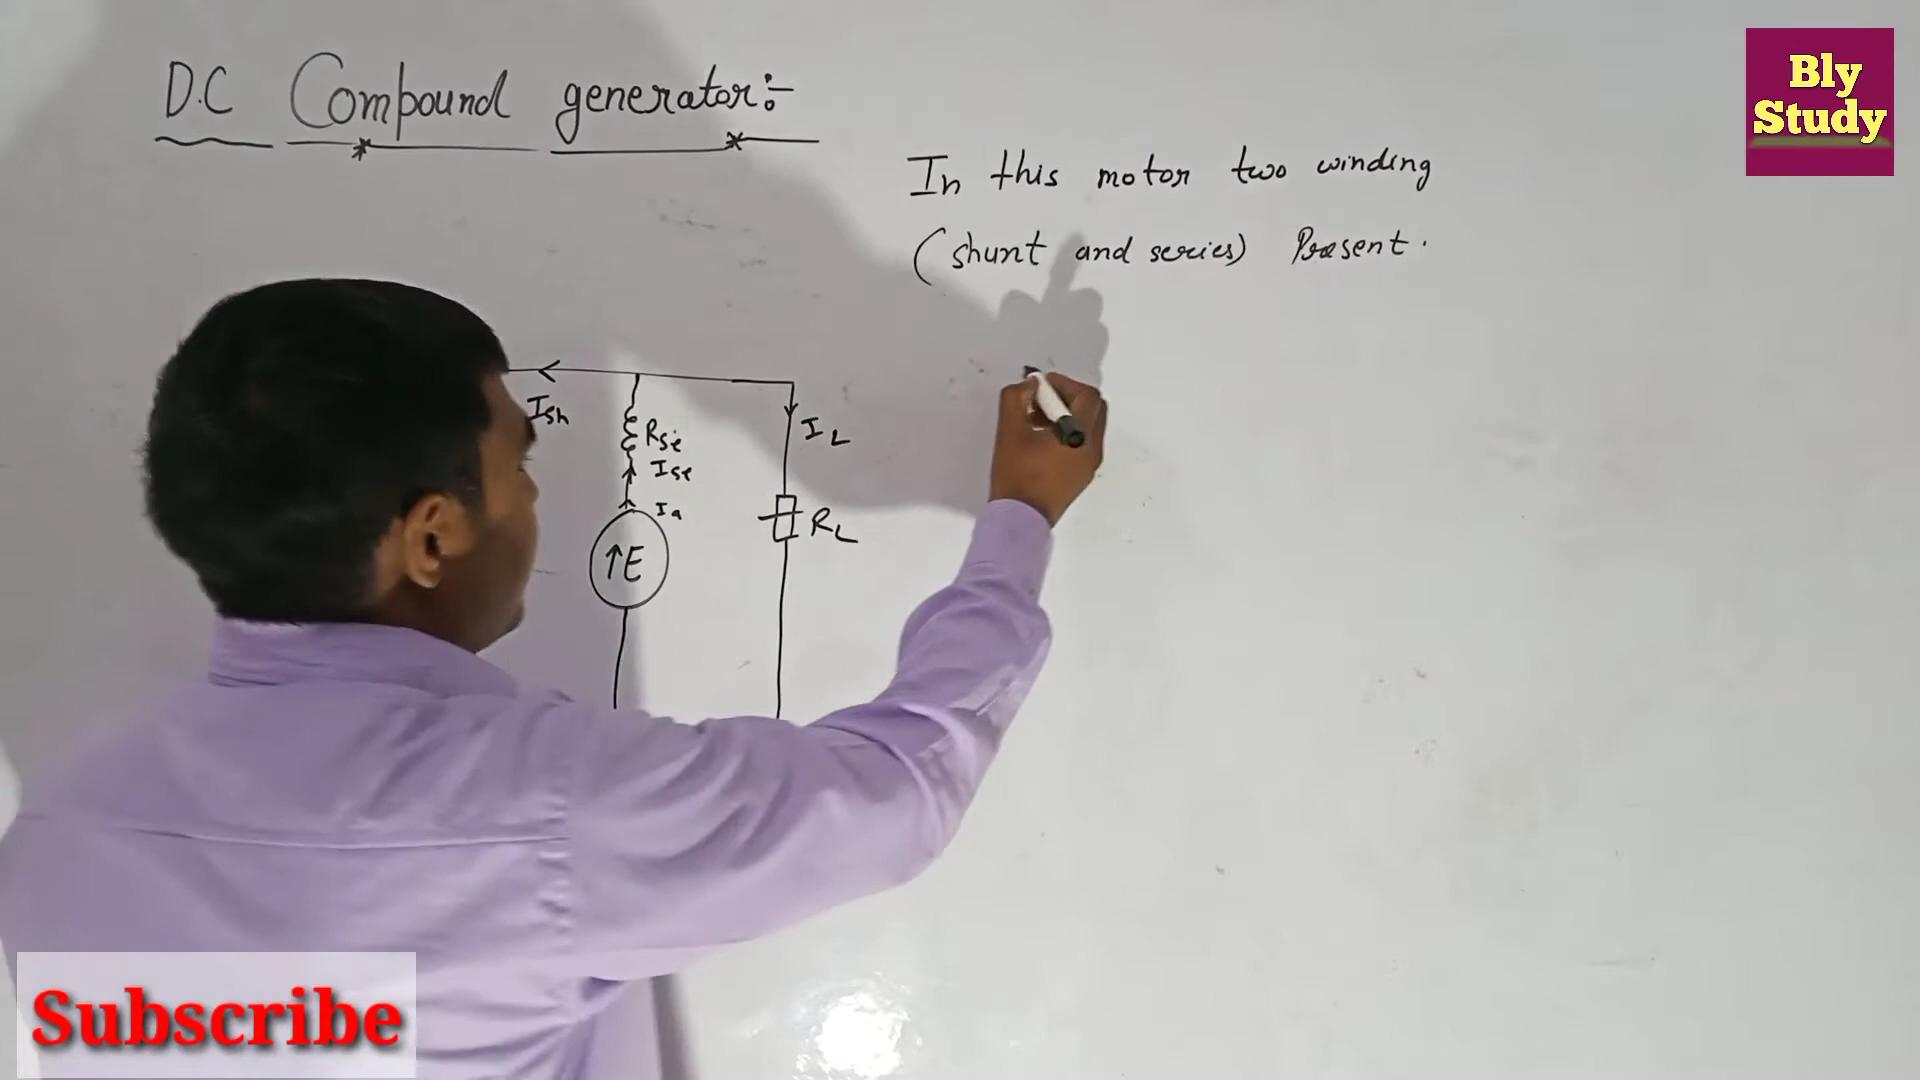 D.C Compound generator:-
In this motor two winding
(shunt and series) Present.
Ish
Rse
Ise
Ia
↑E
IL
RL
Bly
Study
Subscribe